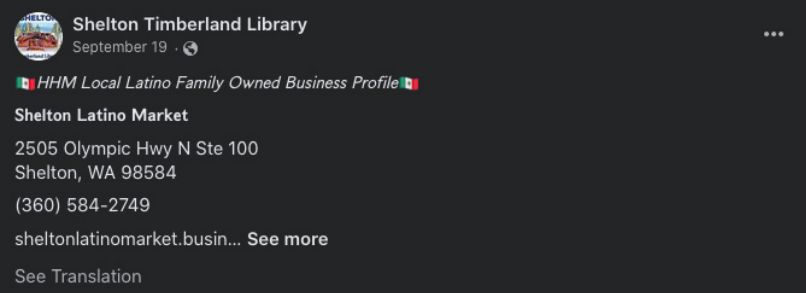 Shelton Timberland Library
September 19 ·
🇲🇽HHM Local Latino Family Owned Business Profile🇲🇽
Shelton Latino Market
2505 Olympic Hwy N Ste 100
Shelton, WA 98584
(360) 584-2749
sheltonlatinomarket.busin... See more
See Translation